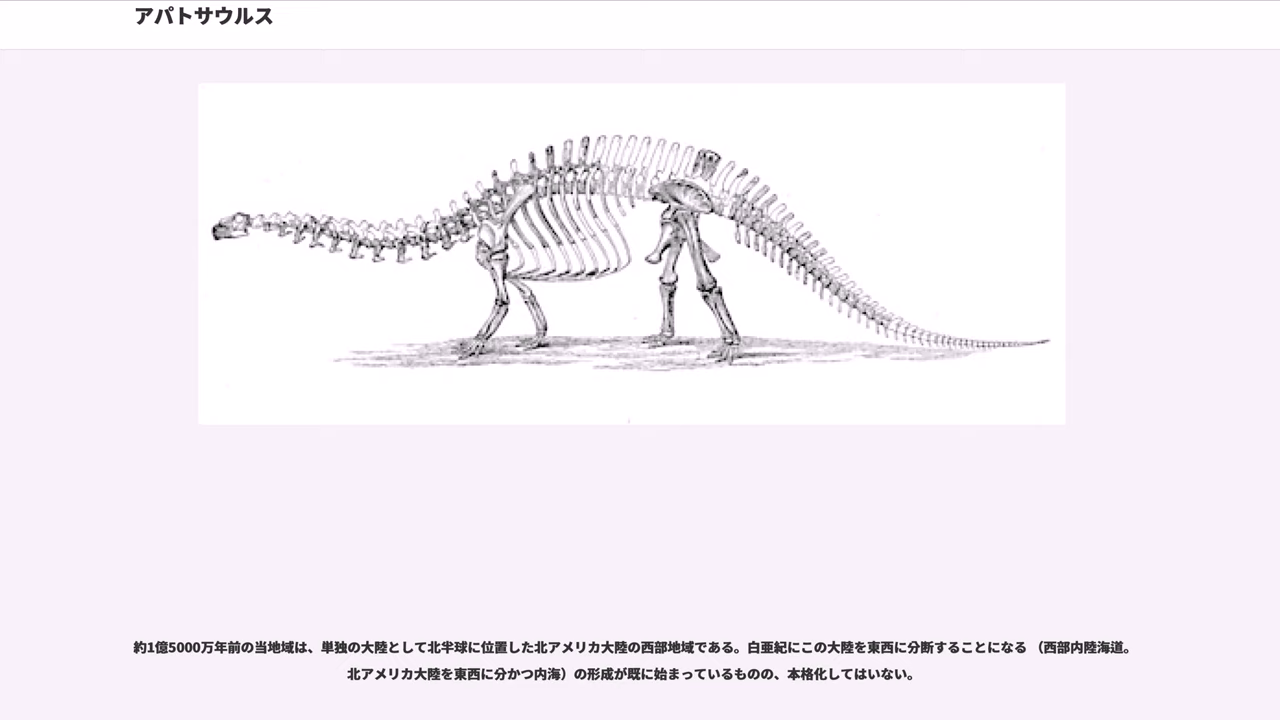 アパトサウルス
約1億5000万年前の当地域は、単独の大陸として北半球に位置した北アメリカ大陸の西部地域である。白亜紀にこの大陸を東西に分断することになる （西部内陸海道。
北アメリカ大陸を東西に分かつ内海）の形成が既に始まっているものの、本格化してはいない。